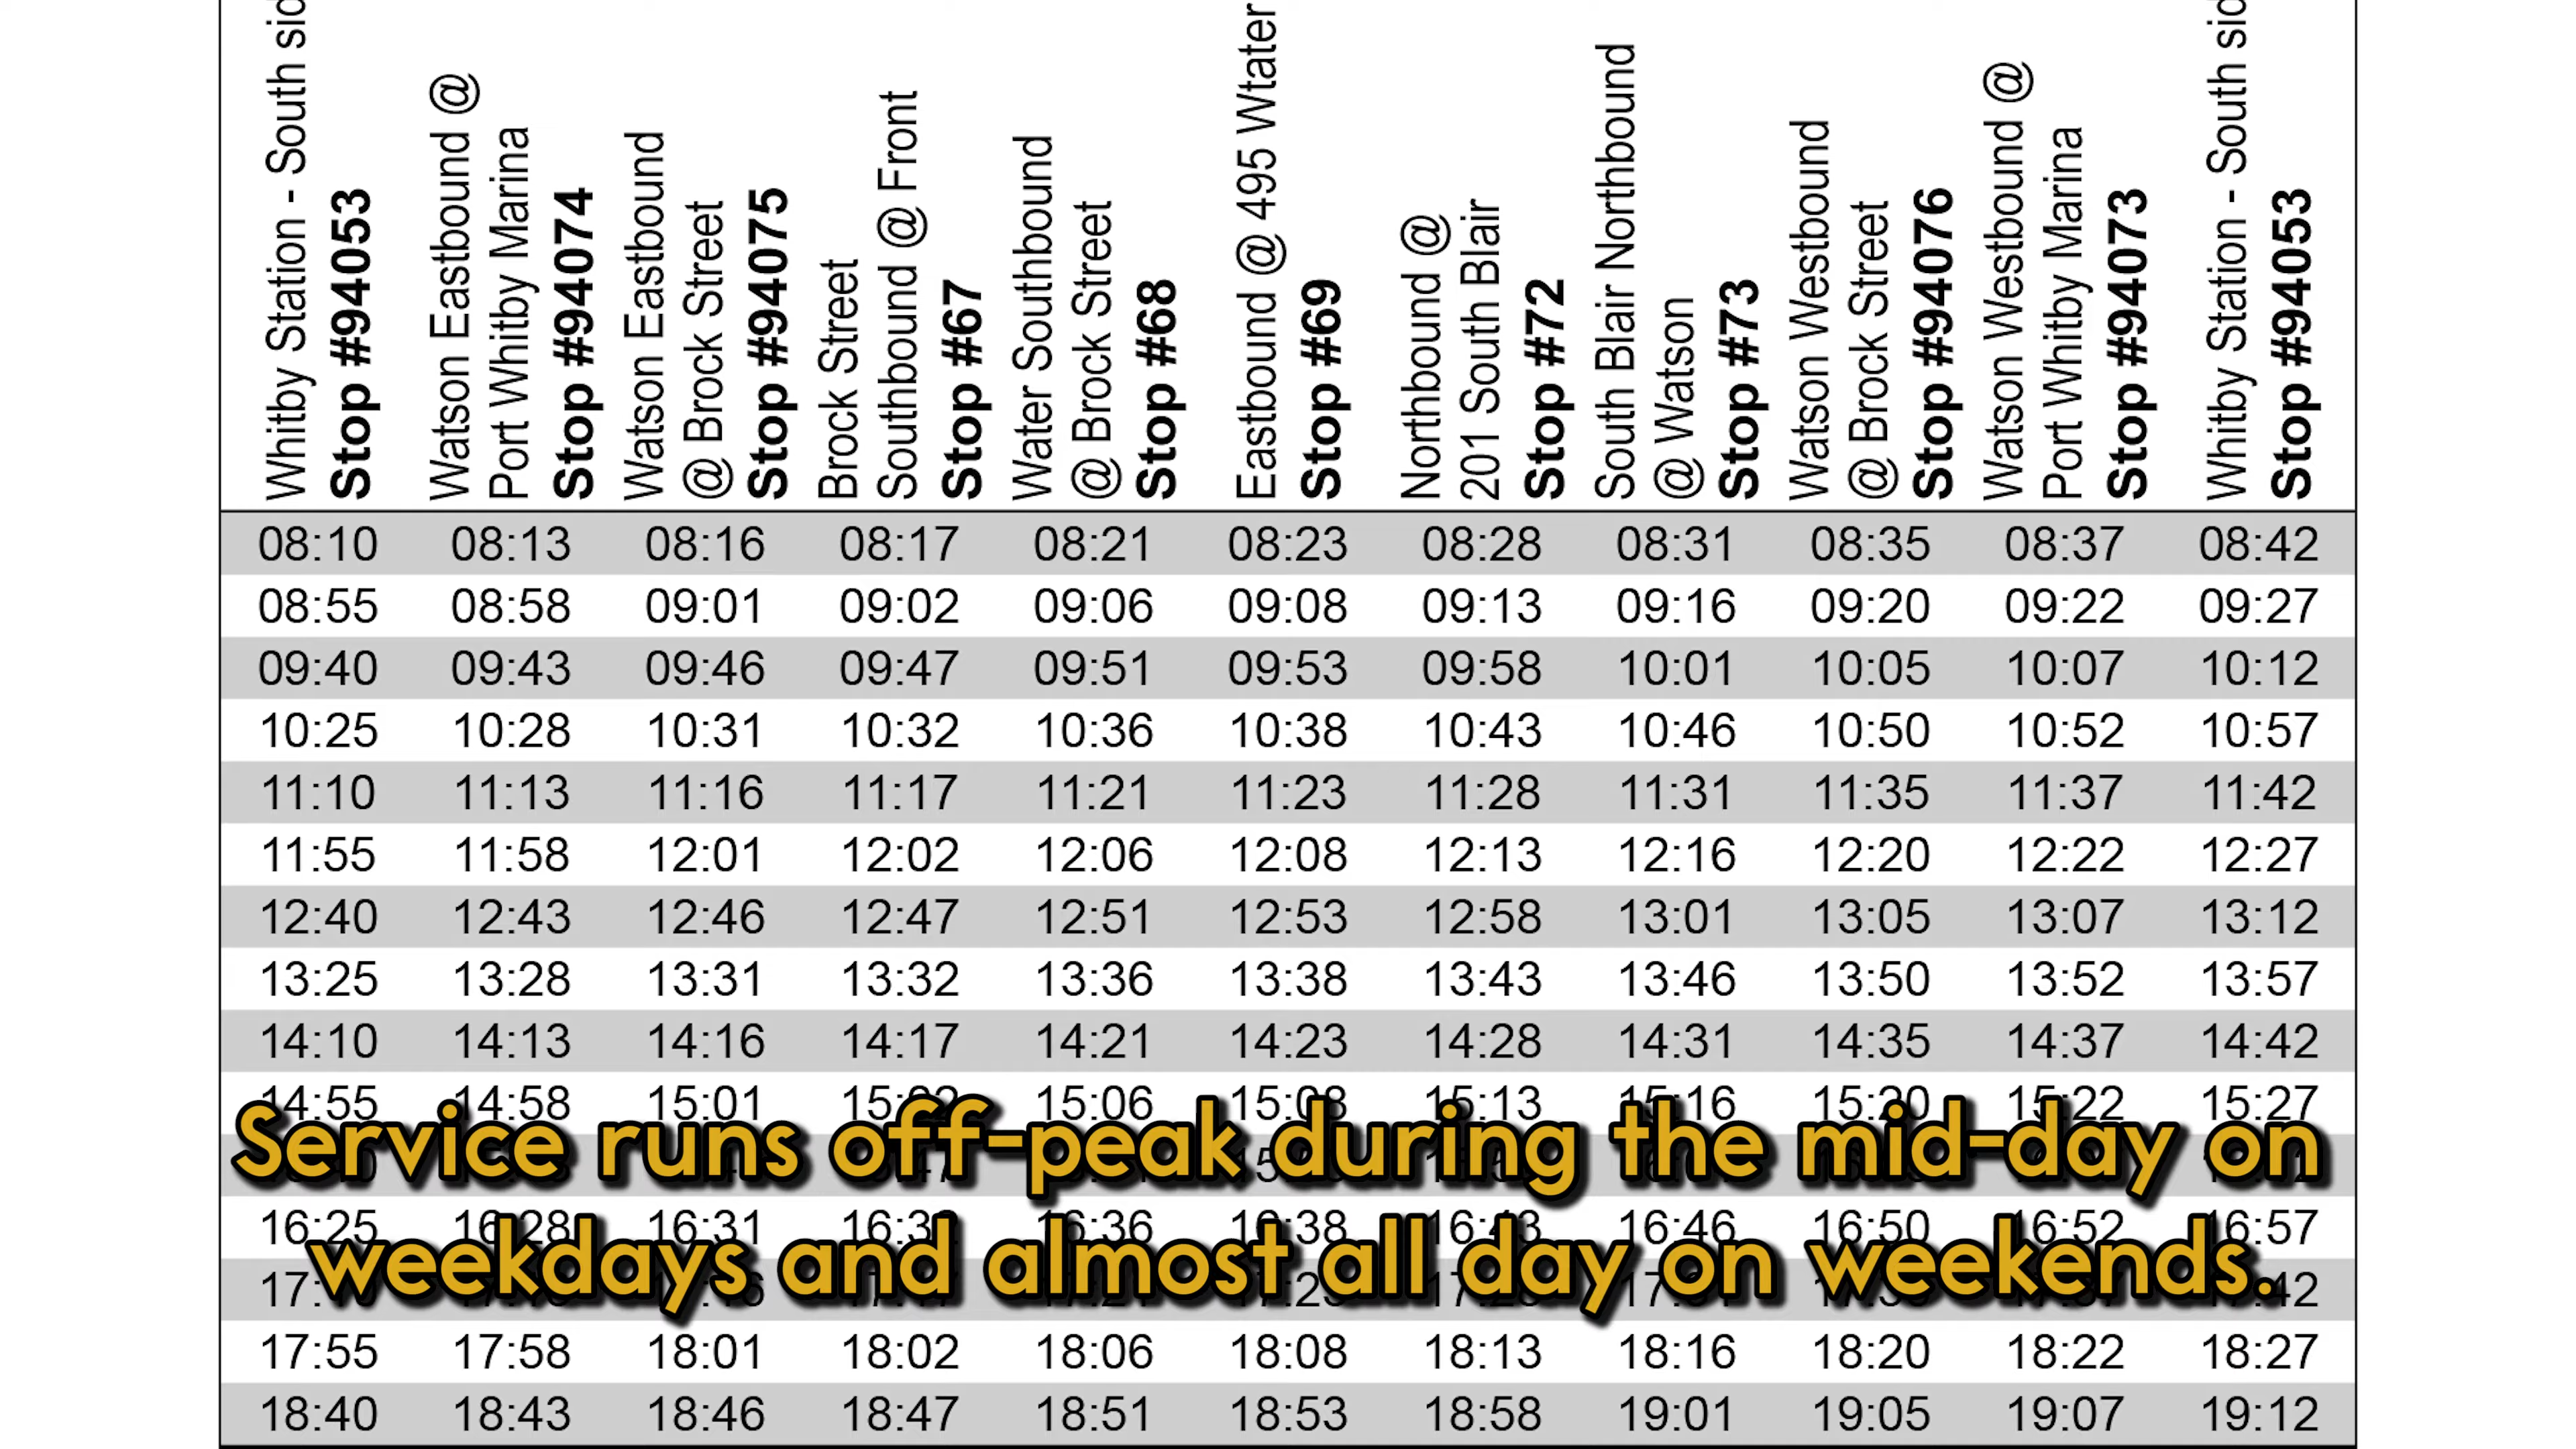 Whitby Station - South sid
Stop #94053
Watson Eastbound @
Port Whitby Marina
Stop #94074
Watson Eastbound
@ Brock Street
Stop #94075
Brock Street
Southbound @ Front
Stop #67
Water Southbound
@ Brock Street
Stop #68
Eastbound @ 495 Wtater
Stop #69
Northbound @
201 South Blair
Stop #72
South Blair Northbound
@ Watson
Stop #73
Watson Westbound
@ Brock Street
Stop #94076
Watson Westbound @
Port Whitby Marina
Stop #94073
Whitby Station - South sid
Stop #94053
08:10 08:13 08:16 08:17 08:21 08:23 08:28 08:31 08:35 08:37 08:42
08:55 08:58 09:01 09:02 09:06 09:08 09:13 09:16 09:20 09:22 09:27
09:40 09:43 09:46 09:47 09:51 09:53 09:58 10:01 10:05 10:07 10:12
10:25 10:28 10:31 10:32 10:36 10:38 10:43 10:46 10:50 10:52 10:57
11:10 11:13 11:16 11:17 11:21 11:23 11:28 11:31 11:35 11:37 11:42
11:55 11:58 12:01 12:02 12:06 12:08 12:13 12:16 12:20 12:22 12:27
12:40 12:43 12:46 12:47 12:51 12:53 12:58 13:01 13:05 13:07 13:12
13:25 13:28 13:31 13:32 13:36 13:38 13:43 13:46 13:50 13:52 13:57
14:10 14:13 14:16 14:17 14:21 14:23 14:28 14:31 14:35 14:37 14:42
14:55 14:58 15:01 15:02 15:06 15:08 15:13 15:16 15:20 15:22 15:27
Service runs off-peak during the mid-day on
16:25 16:28 16:31 16:36 16:38 16:43 16:46 16:50 16:52 16:57
weekdays and almost all day on weekends.
17:55 17:58 18:01 18:02 18:06 18:08 18:13 18:16 18:20 18:22 18:27
18:40 18:43 18:46 18:47 18:51 18:53 18:58 19:01 19:05 19:07 19:12